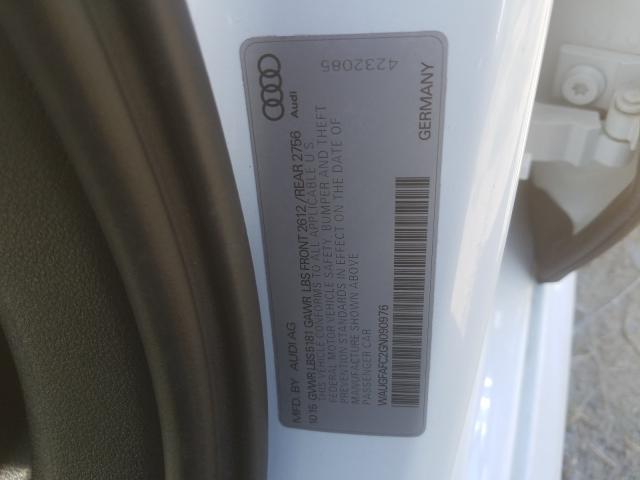 MFD. BY AUDI AG
10 15 GVWR LBS 5181 GAWR LBS FRONT 2612 / REAR 2756
THIS VEHICLE CONFORMS TO ALL APPLICABLE U.S.
FEDERAL MOTOR VEHICLE SAFETY, BUMPER AND THEFT
PREVENTION STANDARDS IN EFFECT ON THE DATE OF
MANUFACTURE SHOWN ABOVE
PASSENGER CAR
WAUGFAFC2GN090976
Audi
4232085
GERMANY